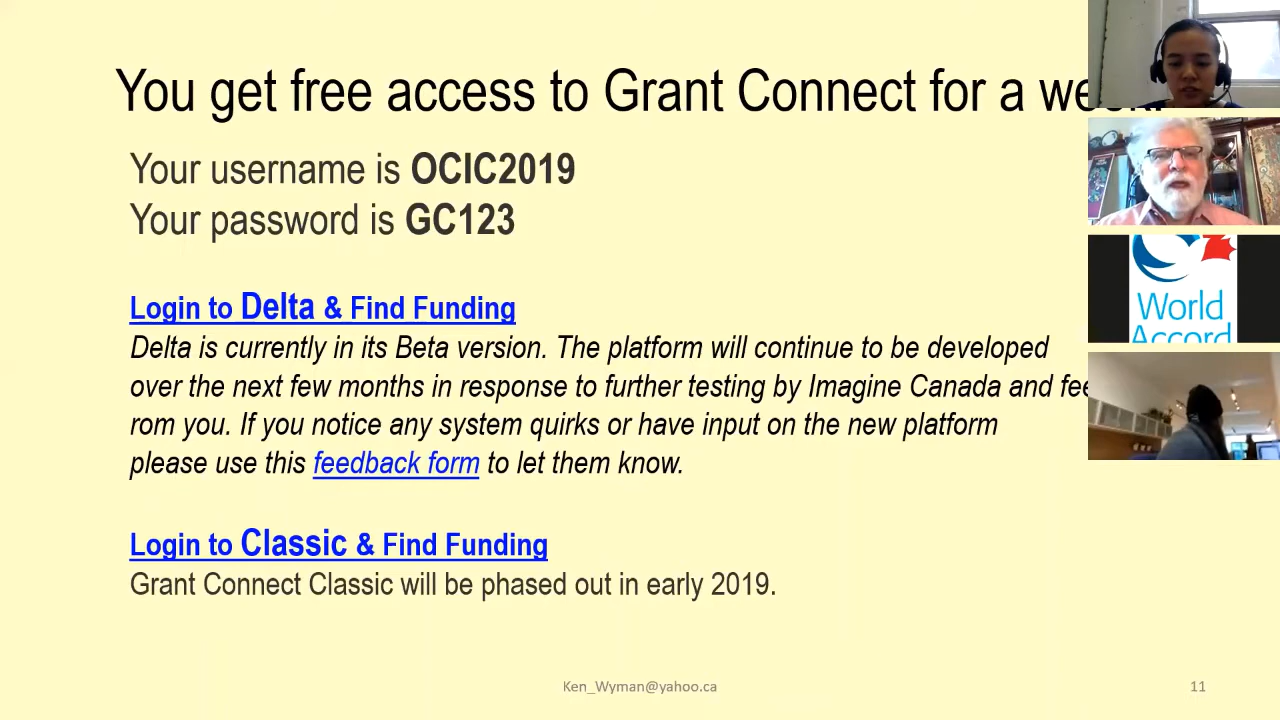 You get free access to Grant Connect for a week!
Your username is OCIC2019
Your password is GC123
Login to Delta & Find Funding
Delta is currently in its Beta version. The platform will continue to be developed
over the next few months in response to further testing by Imagine Canada and fee
rom you. If you notice any system quirks or have input on the new platform
please use this feedback form to let them know.
Login to Classic & Find Funding
Grant Connect Classic will be phased out in early 2019.
World
Accord
Ken_Wyman@yahoo.ca
11